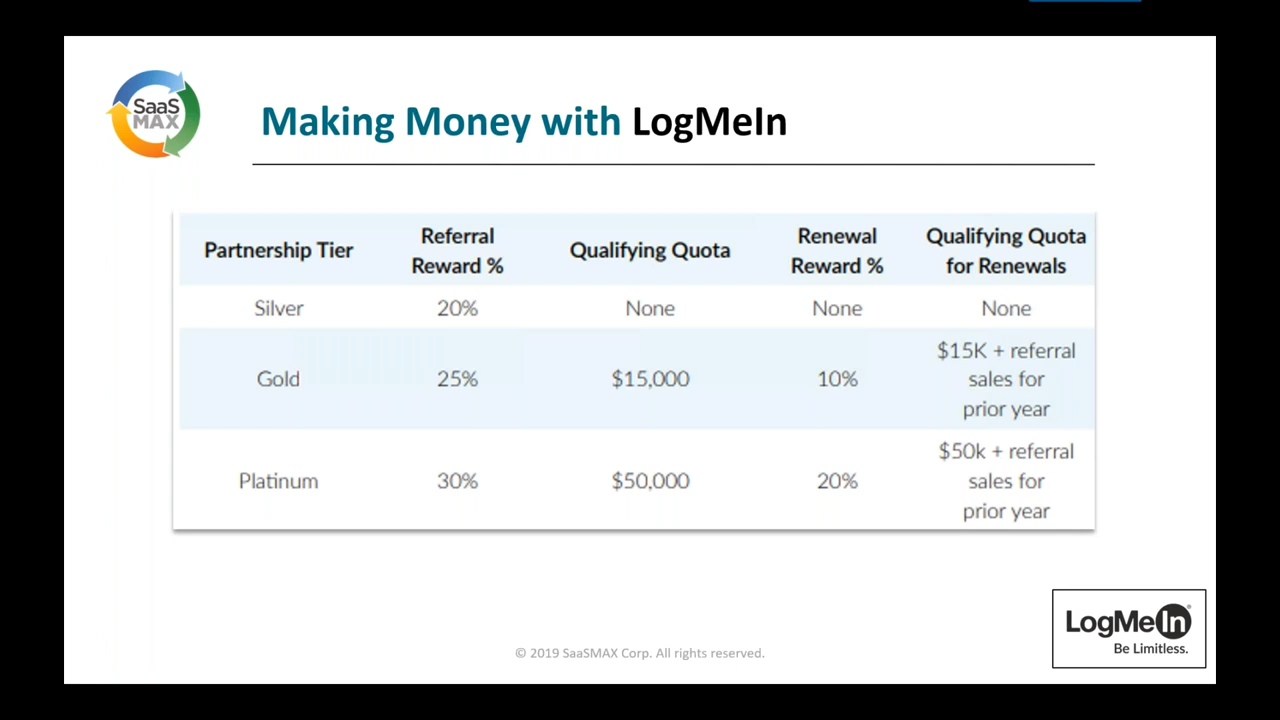 SaaS
MAX
Making Money with LogMeIn
Partnership Tier
Referral
Reward %
Qualifying Quota
Renewal
Reward %
Qualifying Quota
for Renewals
Silver
20%
None
None
None
Gold
25%
$15,000
10%
$15K + referral
sales for
prior year
Platinum
30%
$50,000
20%
$50k + referral
sales for
prior year
© 2019 SaaSMAX Corp. All rights reserved.
LogMeIn®
Be Limitless.